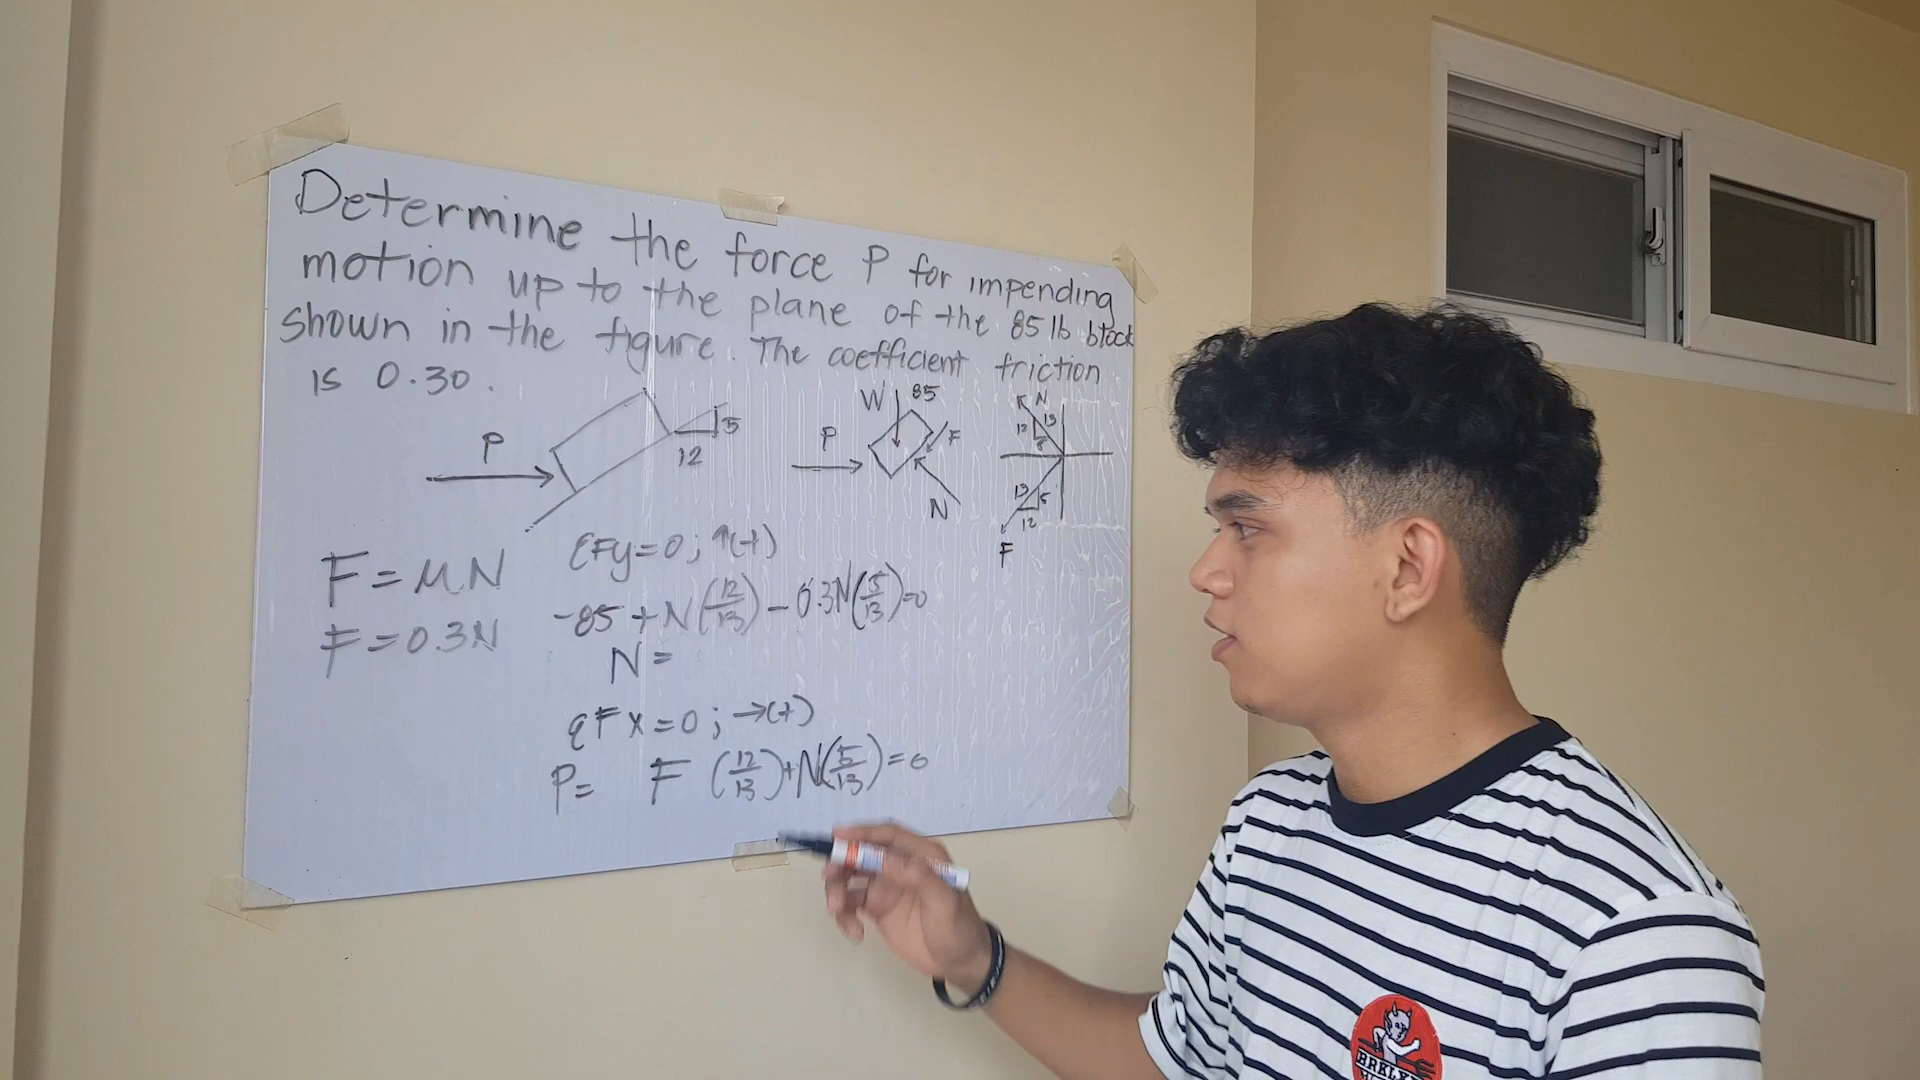 Determine the force P for impending
motion up to the plane of the 85 lb block
shown in the figure. The coefficient friction
is 0.30.
P
5
12
W 85
P
F
N
N
12 13
5
13 5
12
F
F = μN
F = 0.3N
ΣFy = 0; ↑(+)
-85 + N(12/13) - 0.3N(5/13) = 0
N =
ΣFx = 0; →(+)
P = F (12/13) + N(5/13) = 0